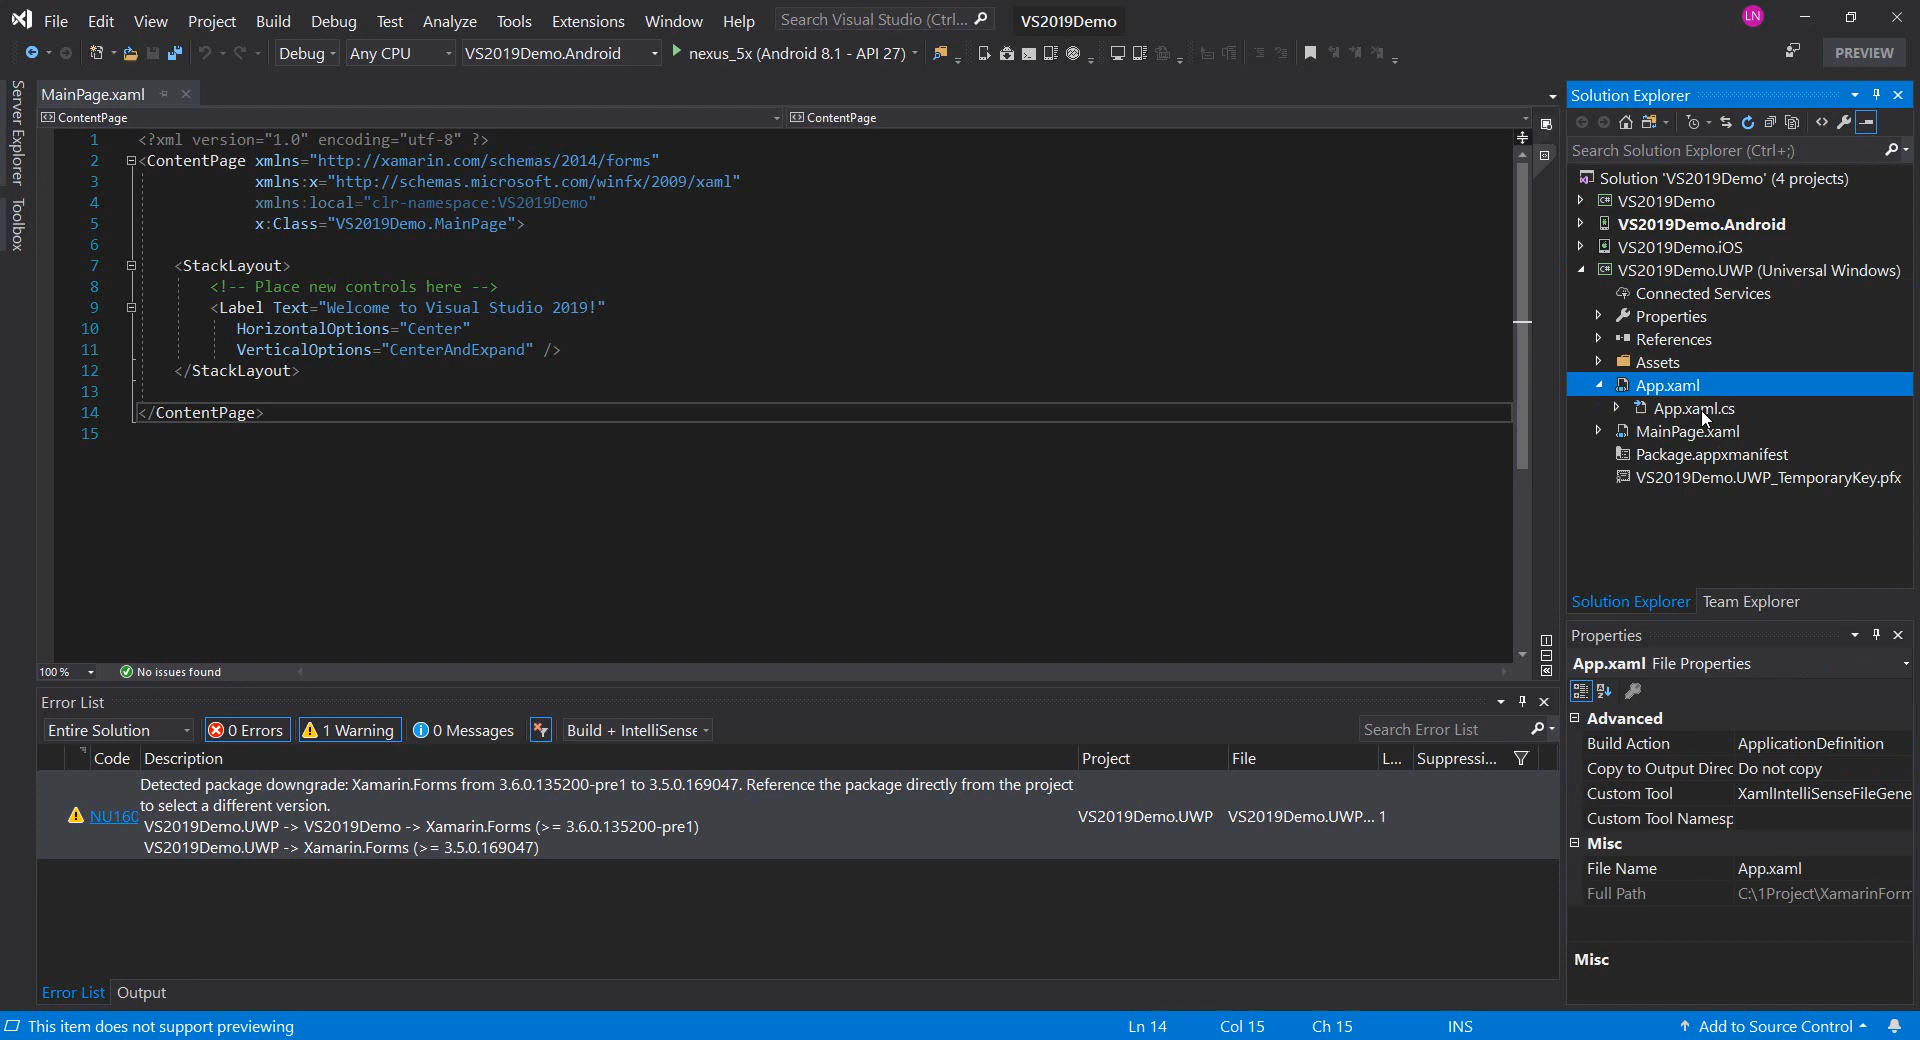 File Edit View Project Build Debug Test Analyze Tools Extensions Window Help Search Visual Studio (Ctrl... VS2019Demo LN
Debug Any CPU VS2019Demo.Android nexus_5x (Android 8.1 - API 27) PREVIEW
Server Explorer
Toolbox
MainPage.xaml
ContentPage ContentPage
1 <?xml version="1.0" encoding="utf-8" ?>
2 <ContentPage xmlns="http://xamarin.com/schemas/2014/forms"
3 xmlns:x="http://schemas.microsoft.com/winfx/2009/xaml"
4 xmlns:local="clr-namespace:VS2019Demo"
5 x:Class="VS2019Demo.MainPage">
6
7 <StackLayout>
8 <!-- Place new controls here -->
9 <Label Text="Welcome to Visual Studio 2019!"
10 HorizontalOptions="Center"
11 VerticalOptions="CenterAndExpand" />
12 </StackLayout>
13
14 </ContentPage>
15
100 % No issues found
Error List
Entire Solution 0 Errors 1 Warning 0 Messages Build + IntelliSense Search Error List
Code Description Project File L... Suppressi...
Detected package downgrade: Xamarin.Forms from 3.6.0.135200-pre1 to 3.5.0.169047. Reference the package directly from the project
to select a different version.
NU160 VS2019Demo.UWP VS2019Demo.UWP... 1
VS2019Demo.UWP -> VS2019Demo -> Xamarin.Forms (>= 3.6.0.135200-pre1)
VS2019Demo.UWP -> Xamarin.Forms (>= 3.5.0.169047)
Error List Output
Solution Explorer
Search Solution Explorer (Ctrl+;)
Solution 'VS2019Demo' (4 projects)
VS2019Demo
VS2019Demo.Android
VS2019Demo.iOS
VS2019Demo.UWP (Universal Windows)
Connected Services
Properties
References
Assets
App.xaml
App.xaml.cs
MainPage.xaml
Package.appxmanifest
VS2019Demo.UWP_TemporaryKey.pfx
Solution Explorer Team Explorer
Properties
App.xaml File Properties
Advanced
Build Action ApplicationDefinition
Copy to Output Direc Do not copy
Custom Tool XamlIntelliSenseFileGene
Custom Tool Namesp
Misc
File Name App.xaml
Full Path C:\1Project\XamarinForm
Misc
This item does not support previewing Ln 14 Col 15 Ch 15 INS Add to Source Control